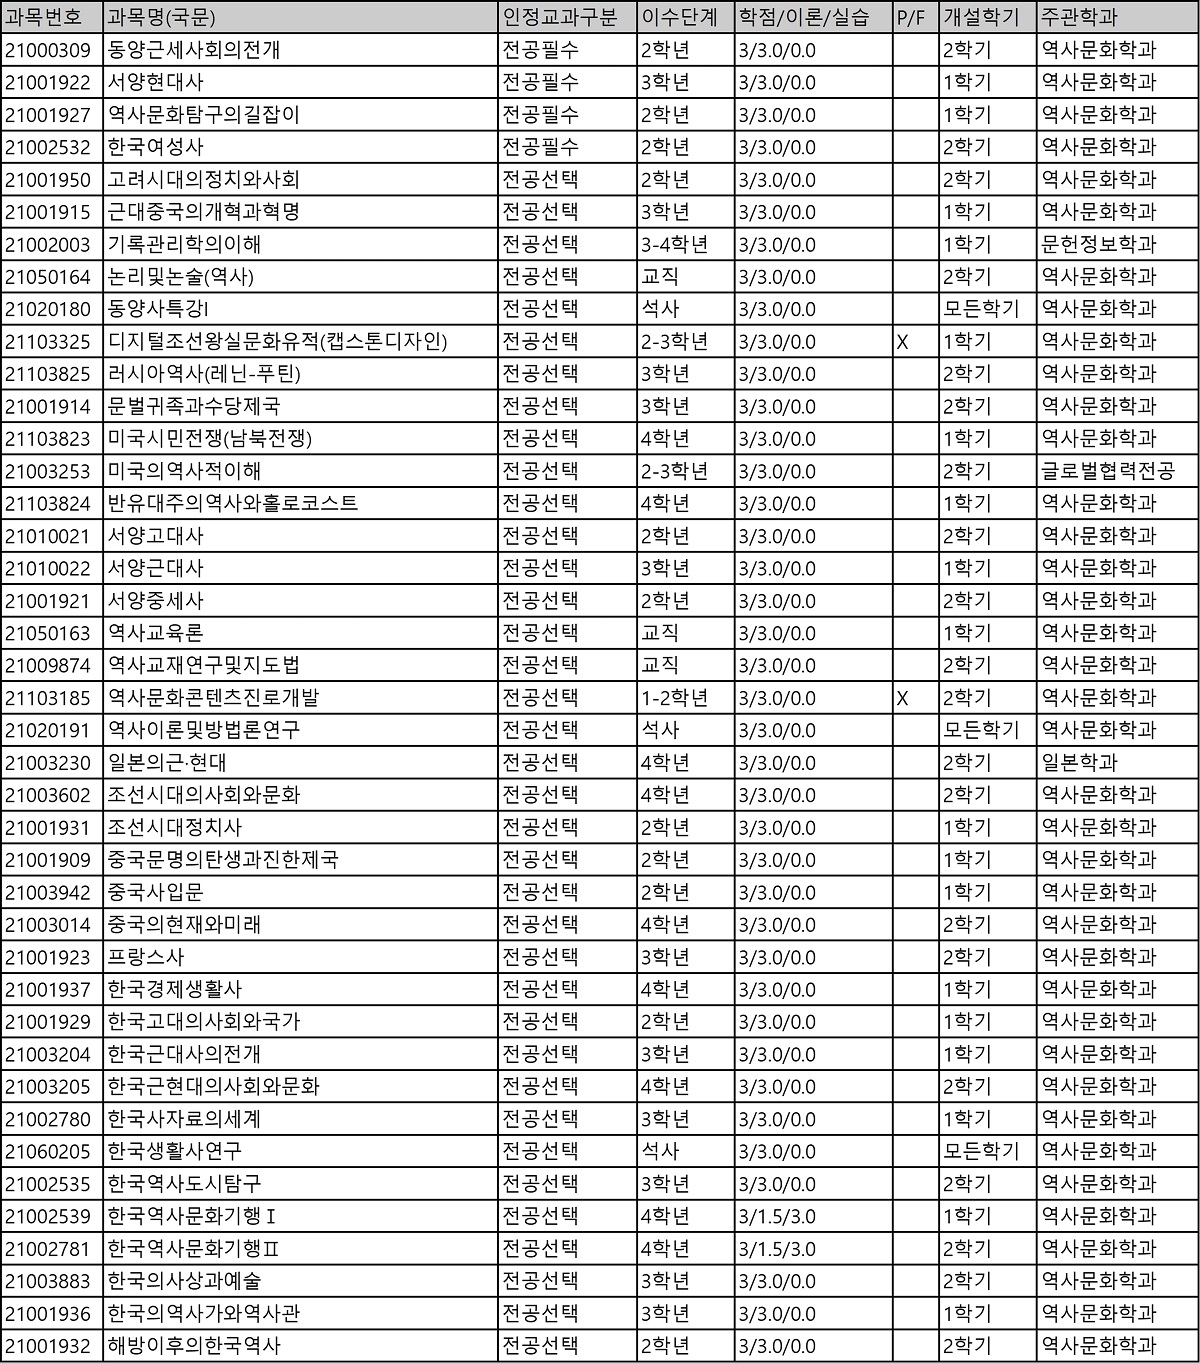 과목번호 과목명(국문) 인정교과구분 이수단계 학점/이론/실습 P/F 개설학기 주관학과
21000309 동양근세사회의전개 전공필수 2학년 3/3.0/0.0 2학기 역사문화학과
21001922 서양현대사 전공필수 3학년 3/3.0/0.0 1학기 역사문화학과
21001927 역사문화탐구의길잡이 전공필수 2학년 3/3.0/0.0 1학기 역사문화학과
21002532 한국여성사 전공필수 2학년 3/3.0/0.0 2학기 역사문화학과
21001950 고려시대의정치와사회 전공선택 2학년 3/3.0/0.0 2학기 역사문화학과
21001915 근대중국의개혁과혁명 전공선택 3학년 3/3.0/0.0 1학기 역사문화학과
21002003 기록관리학의이해 전공선택 3-4학년 3/3.0/0.0 1학기 문헌정보학과
21050164 논리및논술(역사) 전공선택 교직 3/3.0/0.0 2학기 역사문화학과
21020180 동양사특강I 전공선택 석사 3/3.0/0.0 모든학기 역사문화학과
21103325 디지털조선왕실문화유적(캡스톤디자인) 전공선택 2-3학년 3/3.0/0.0 X 1학기 역사문화학과
21103825 러시아역사(레닌-푸틴) 전공선택 3학년 3/3.0/0.0 2학기 역사문화학과
21001914 문벌귀족과수당제국 전공선택 3학년 3/3.0/0.0 2학기 역사문화학과
21103823 미국시민전쟁(남북전쟁) 전공선택 4학년 3/3.0/0.0 1학기 역사문화학과
21003253 미국의역사적이해 전공선택 2-3학년 3/3.0/0.0 2학기 글로벌협력전공
21103824 반유대주의역사와홀로코스트 전공선택 4학년 3/3.0/0.0 1학기 역사문화학과
21010021 서양고대사 전공선택 2학년 3/3.0/0.0 2학기 역사문화학과
21010022 서양근대사 전공선택 3학년 3/3.0/0.0 1학기 역사문화학과
21001921 서양중세사 전공선택 2학년 3/3.0/0.0 2학기 역사문화학과
21050163 역사교육론 전공선택 교직 3/3.0/0.0 1학기 역사문화학과
21009874 역사교재연구및지도법 전공선택 교직 3/3.0/0.0 2학기 역사문화학과
21103185 역사문화콘텐츠진로개발 전공선택 1-2학년 3/3.0/0.0 X 2학기 역사문화학과
21020191 역사이론및방법론연구 전공선택 석사 3/3.0/0.0 모든학기 역사문화학과
21003230 일본의근·현대 전공선택 4학년 3/3.0/0.0 2학기 일본학과
21003602 조선시대의사회와문화 전공선택 4학년 3/3.0/0.0 2학기 역사문화학과
21001931 조선시대정치사 전공선택 2학년 3/3.0/0.0 1학기 역사문화학과
21001909 중국문명의탄생과진한제국 전공선택 2학년 3/3.0/0.0 1학기 역사문화학과
21003942 중국사입문 전공선택 2학년 3/3.0/0.0 1학기 역사문화학과
21003014 중국의현재와미래 전공선택 4학년 3/3.0/0.0 2학기 역사문화학과
21001923 프랑스사 전공선택 3학년 3/3.0/0.0 2학기 역사문화학과
21001937 한국경제생활사 전공선택 4학년 3/3.0/0.0 1학기 역사문화학과
21001929 한국고대의사회와국가 전공선택 2학년 3/3.0/0.0 1학기 역사문화학과
21003204 한국근대사의전개 전공선택 3학년 3/3.0/0.0 1학기 역사문화학과
21003205 한국근현대의사회와문화 전공선택 4학년 3/3.0/0.0 2학기 역사문화학과
21002780 한국사자료의세계 전공선택 3학년 3/3.0/0.0 1학기 역사문화학과
21060205 한국생활사연구 전공선택 석사 3/3.0/0.0 모든학기 역사문화학과
21002535 한국역사도시탐구 전공선택 3학년 3/3.0/0.0 2학기 역사문화학과
21002539 한국역사문화기행Ⅰ 전공선택 4학년 3/1.5/3.0 1학기 역사문화학과
21002781 한국역사문화기행Ⅱ 전공선택 4학년 3/1.5/3.0 2학기 역사문화학과
21003883 한국의사상과예술 전공선택 3학년 3/3.0/0.0 2학기 역사문화학과
21001936 한국의역사가와역사관 전공선택 3학년 3/3.0/0.0 1학기 역사문화학과
21001932 해방이후의한국역사 전공선택 2학년 3/3.0/0.0 2학기 역사문화학과